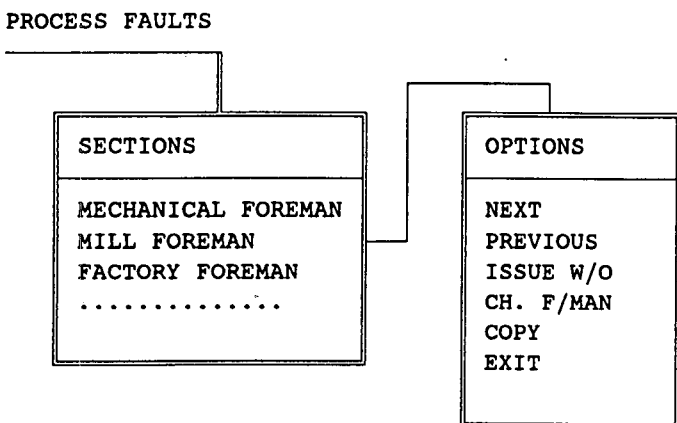 PROCESS FAULTS
SECTIONS
MECHANICAL FOREMAN
MILL FOREMAN
FACTORY FOREMAN
..............
OPTIONS
NEXT
PREVIOUS
ISSUE W/O
CH. F/MAN
COPY
EXIT